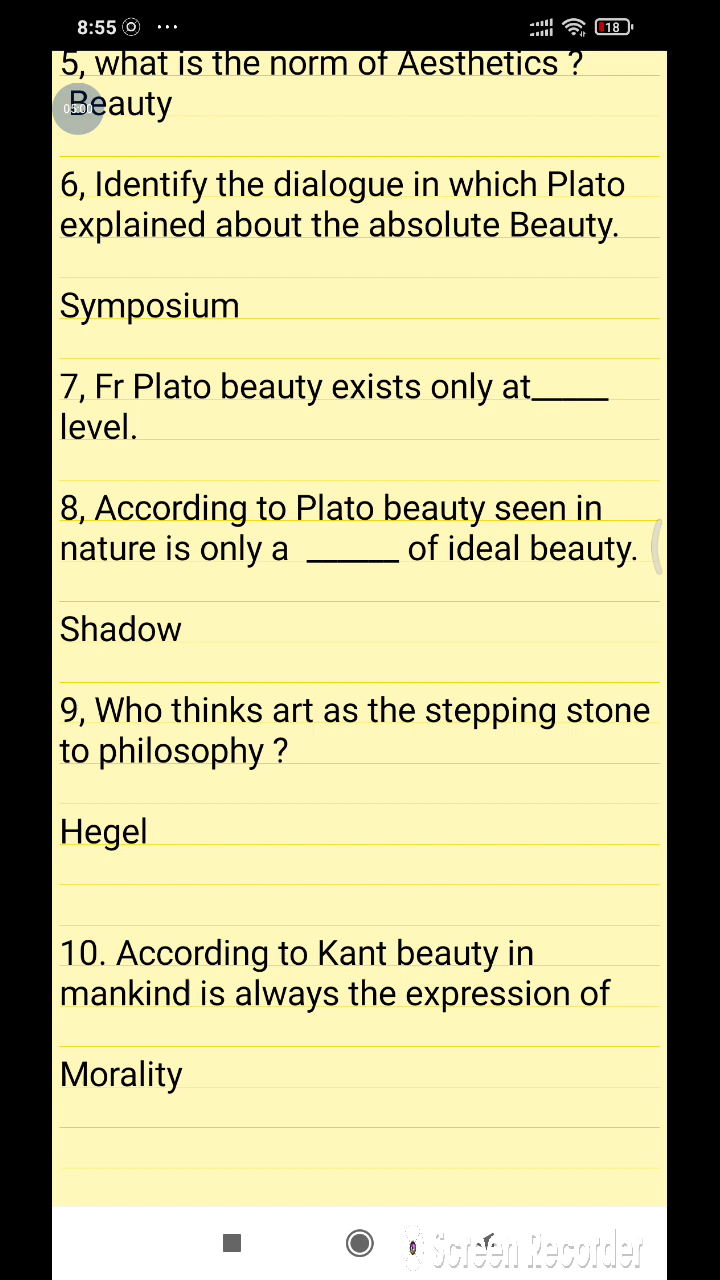 8:55
18
5, what is the norm of Aesthetics ?
05:00
Beauty
6, Identify the dialogue in which Plato
explained about the absolute Beauty.
Symposium
7, Fr Plato beauty exists only at_____
level.
8, According to Plato beauty seen in
nature is only a ______ of ideal beauty.
Shadow
9, Who thinks art as the stepping stone
to philosophy ?
Hegel
10. According to Kant beauty in
mankind is always the expression of
Morality
Screen Recorder